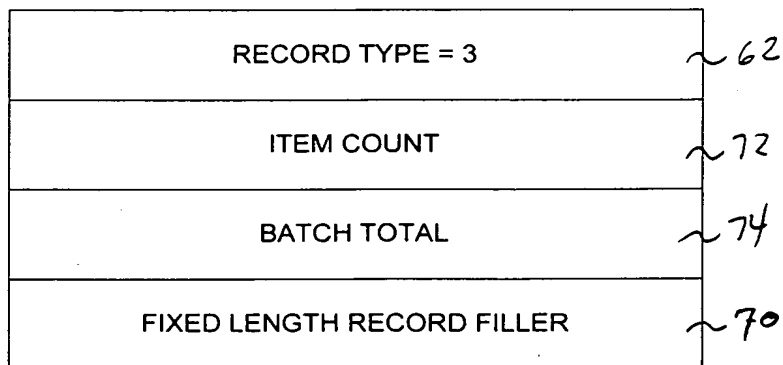 RECORD TYPE = 3 62
ITEM COUNT 72
BATCH TOTAL 74
FIXED LENGTH RECORD FILLER 70